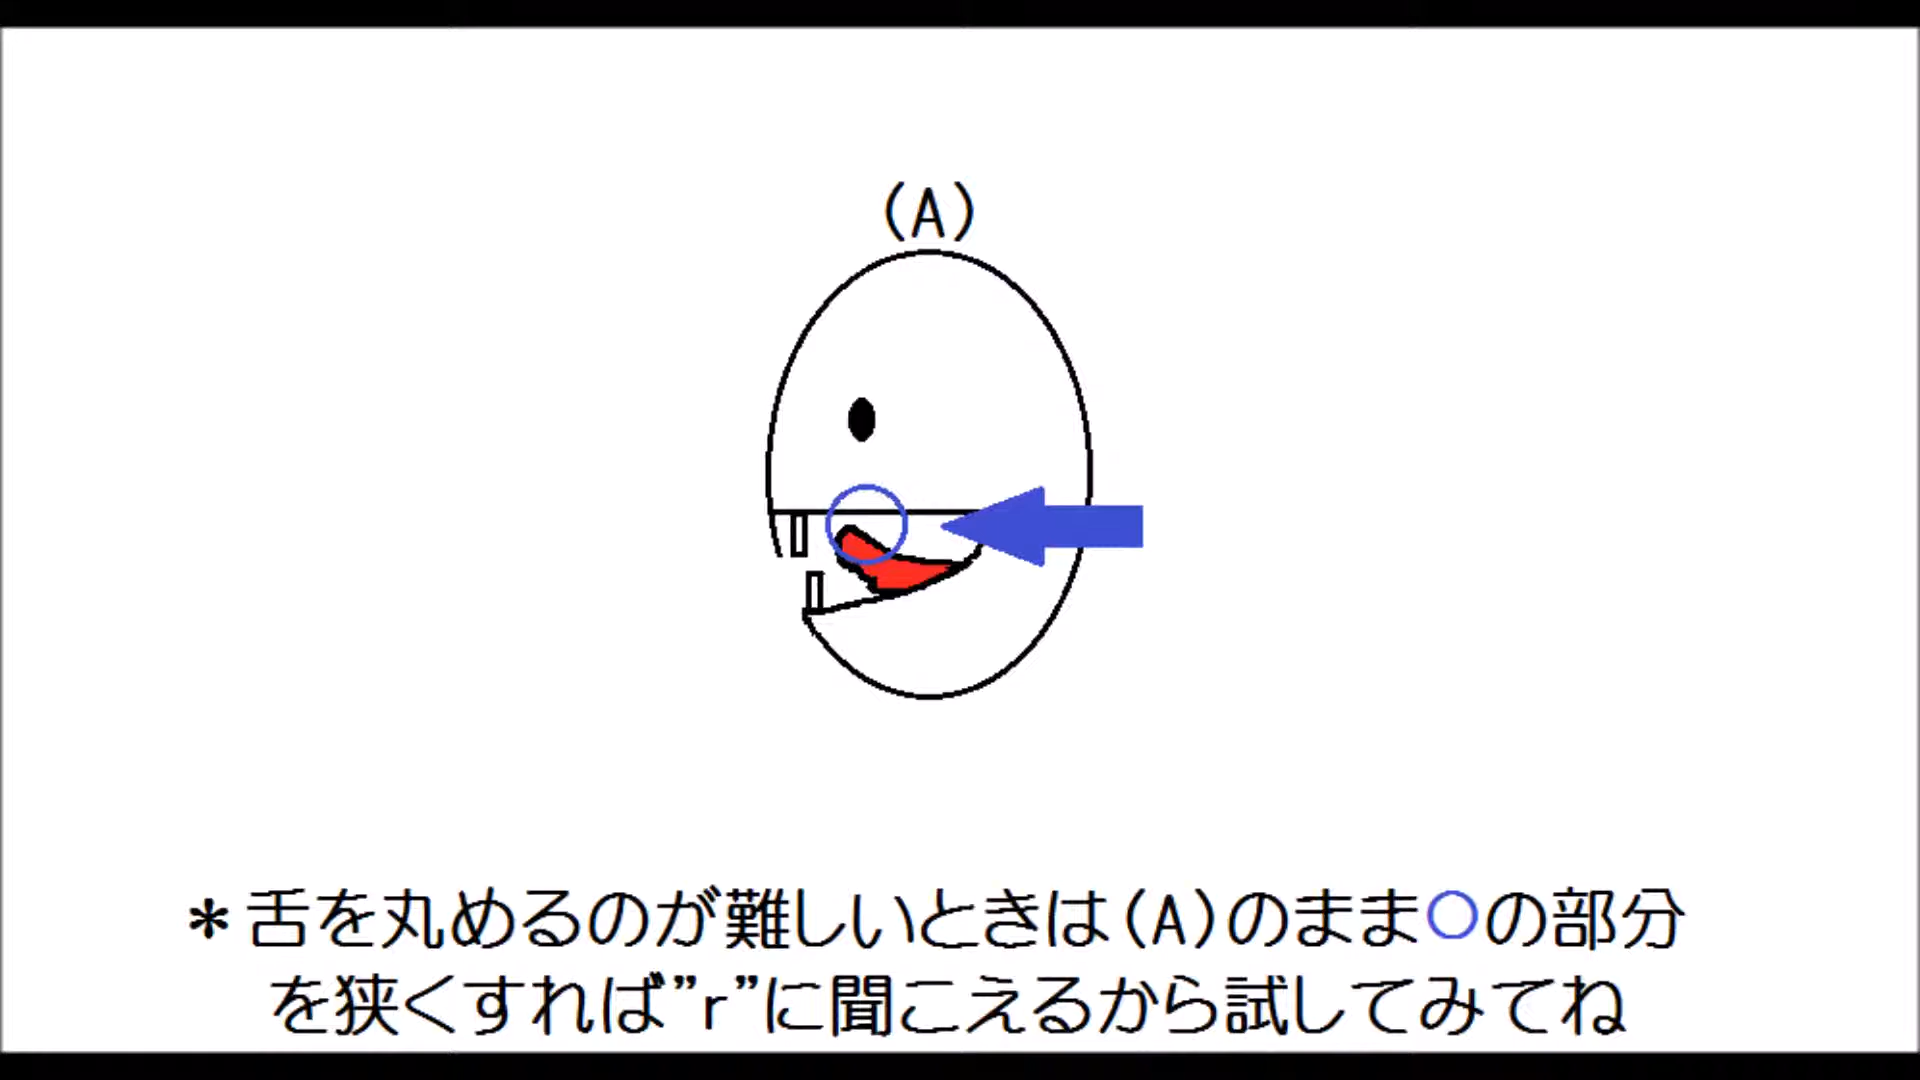 (A)
＊舌を丸めるのが難しいときは(A)のまま○の部分
を狭くすれば”r”に聞こえるから試してみてね